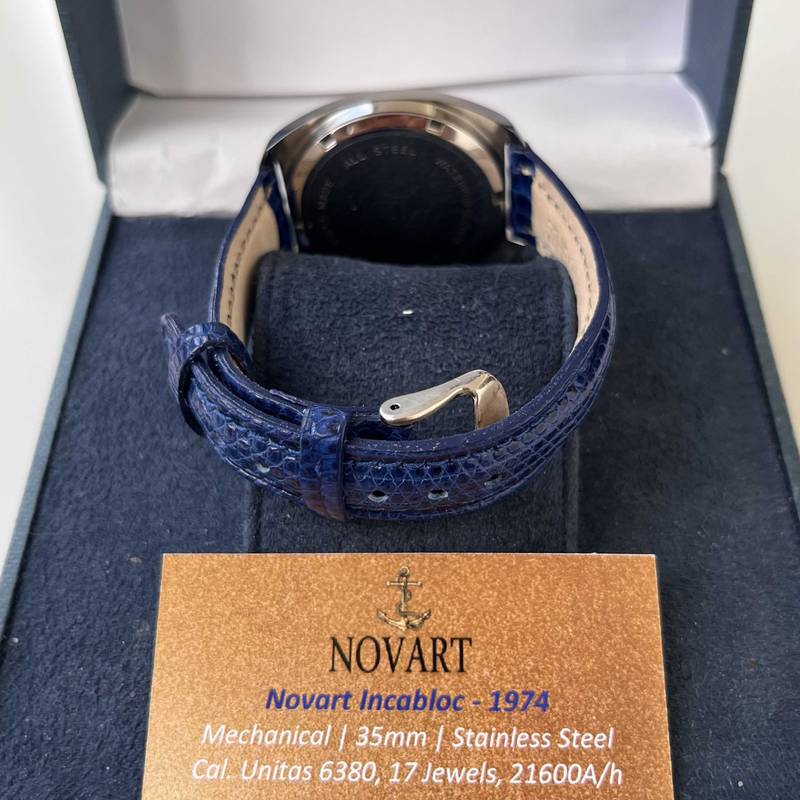 ALL STEEL
NOVART
Novart Incabloc - 1974
Mechanical | 35mm | Stainless Steel
Cal. Unitas 6380, 17 Jewels, 21600A/h